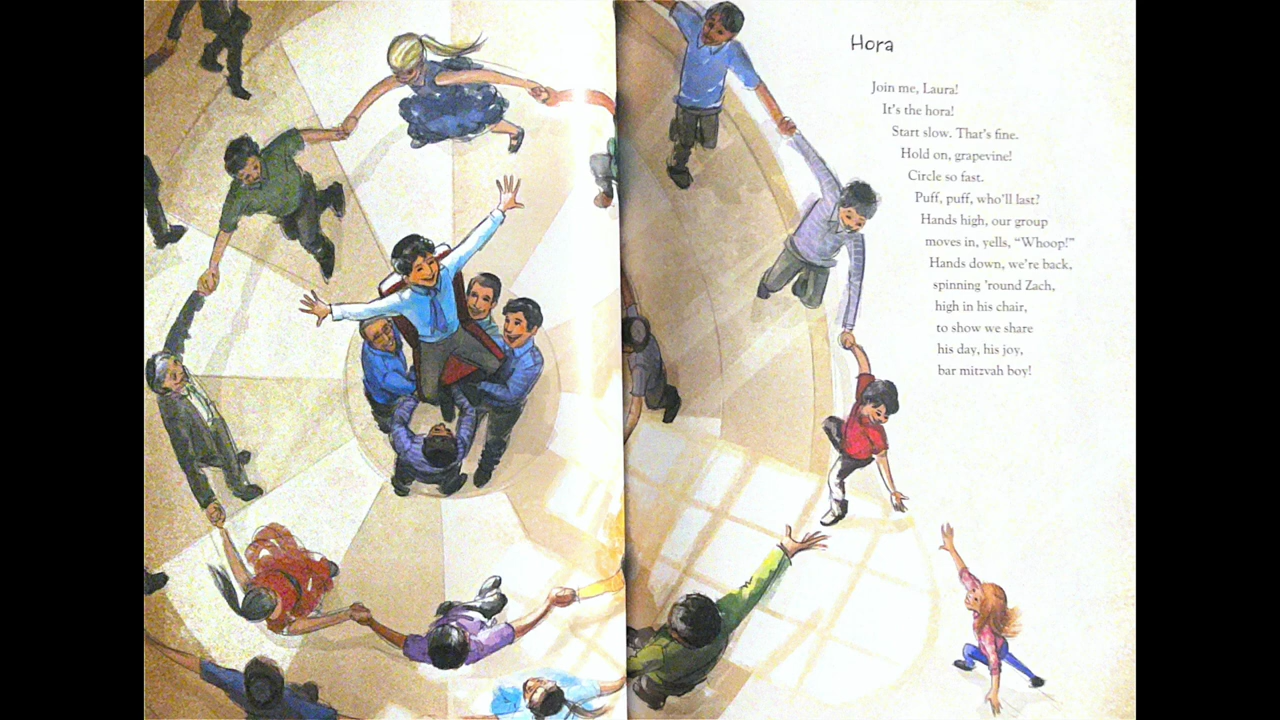 Hora
Join me, Laura!
It's the hora!
Start slow. That's fine.
Hold on, grapevine!
Circle so fast.
Puff, puff, who'll last?
Hands high, our group
moves in, yells, “Whoop!”
Hands down, we're back,
spinning 'round Zach,
high in his chair,
to show we share
his day, his joy,
bar mitzvah boy!